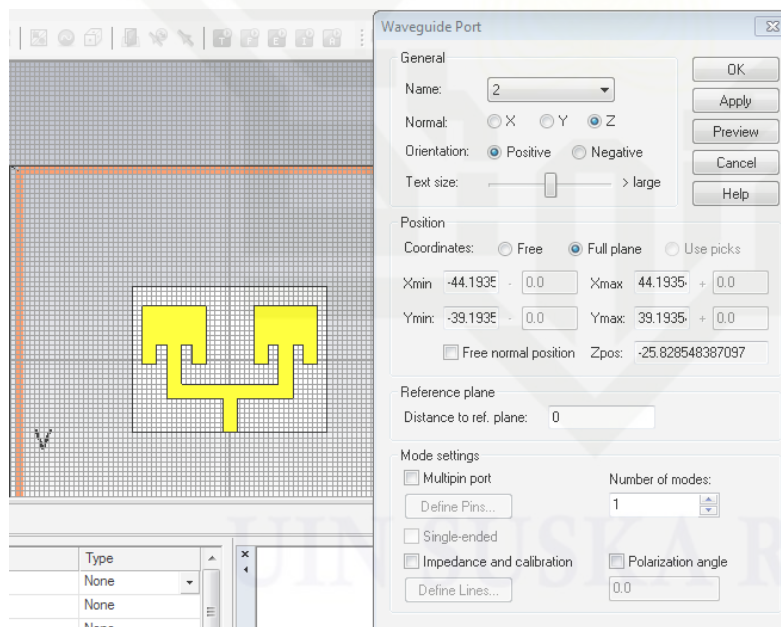 T F E I R
Waveguide Port
General
Name: 2
Normal: X Y Z
Orientation: Positive Negative
Text size: > large
OK
Apply
Preview
Cancel
Help
Position
Coordinates: Free Full plane Use picks
Xmin -44.1935 - 0.0 Xmax 44.1935 + 0.0
Ymin: -39.1935 - 0.0 Ymax: 39.1935 + 0.0
Free normal position Zpos: -25.828548387097
Reference plane
Distance to ref. plane: 0
Mode settings
Multipin port
Number of modes:
Define Pins...
1
Single-ended
Impedance and calibration Polarization angle
Define Lines... 0.0
Type
None
None
None
UIN SUSKA R